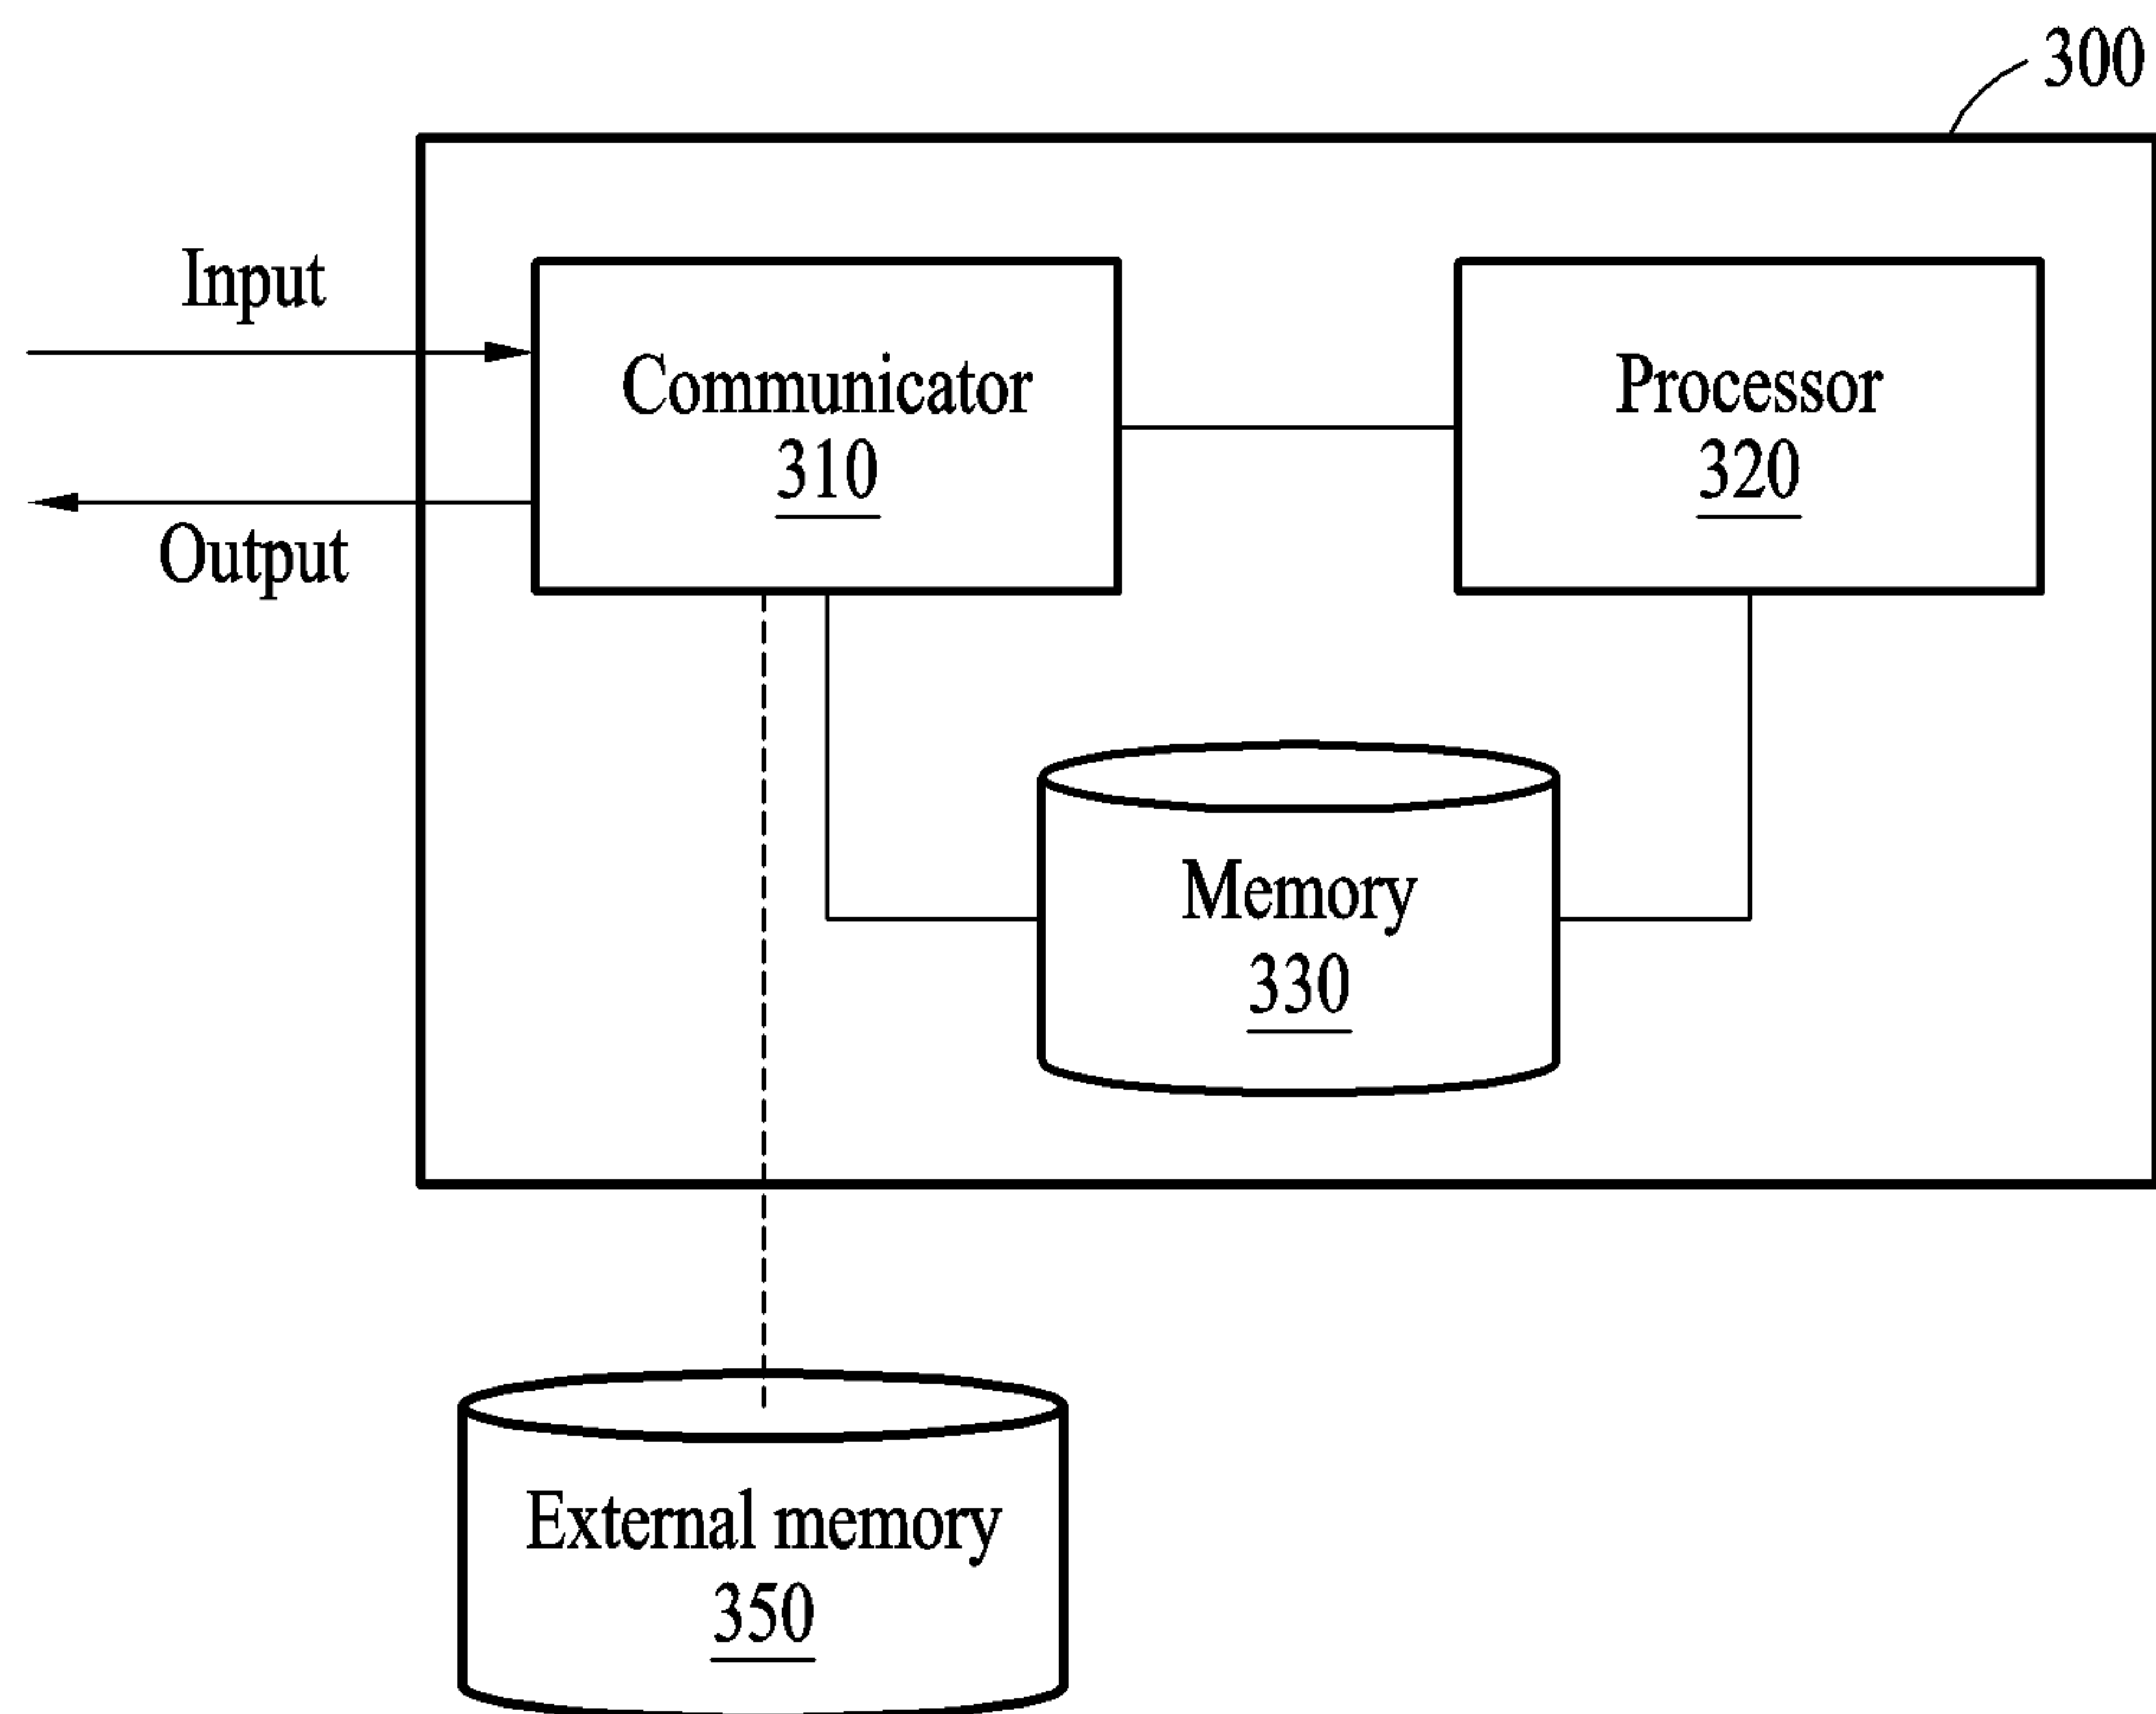 300
Input
Communicator
310
Processor
320
Output
Memory
330
External memory
350